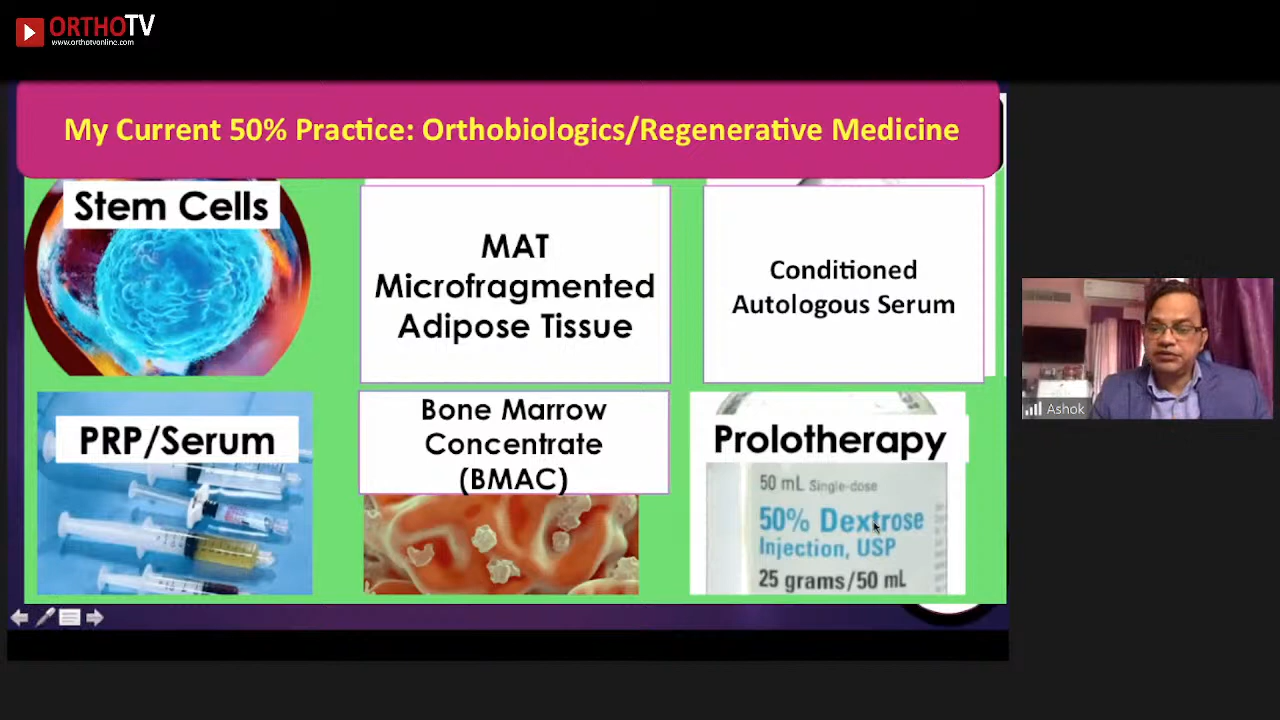 ORTHOTV
www.orthotvonline.com
My Current 50% Practice: Orthobiologics/Regenerative Medicine
Stem Cells
MAT
Microfragmented
Adipose Tissue
Conditioned
Autologous Serum
PRP/Serum
Bone Marrow
Concentrate
(BMAC)
Prolotherapy
50 mL Single-dose
50% Dextrose
Injection, USP
25 grams/50 mL
Ashok